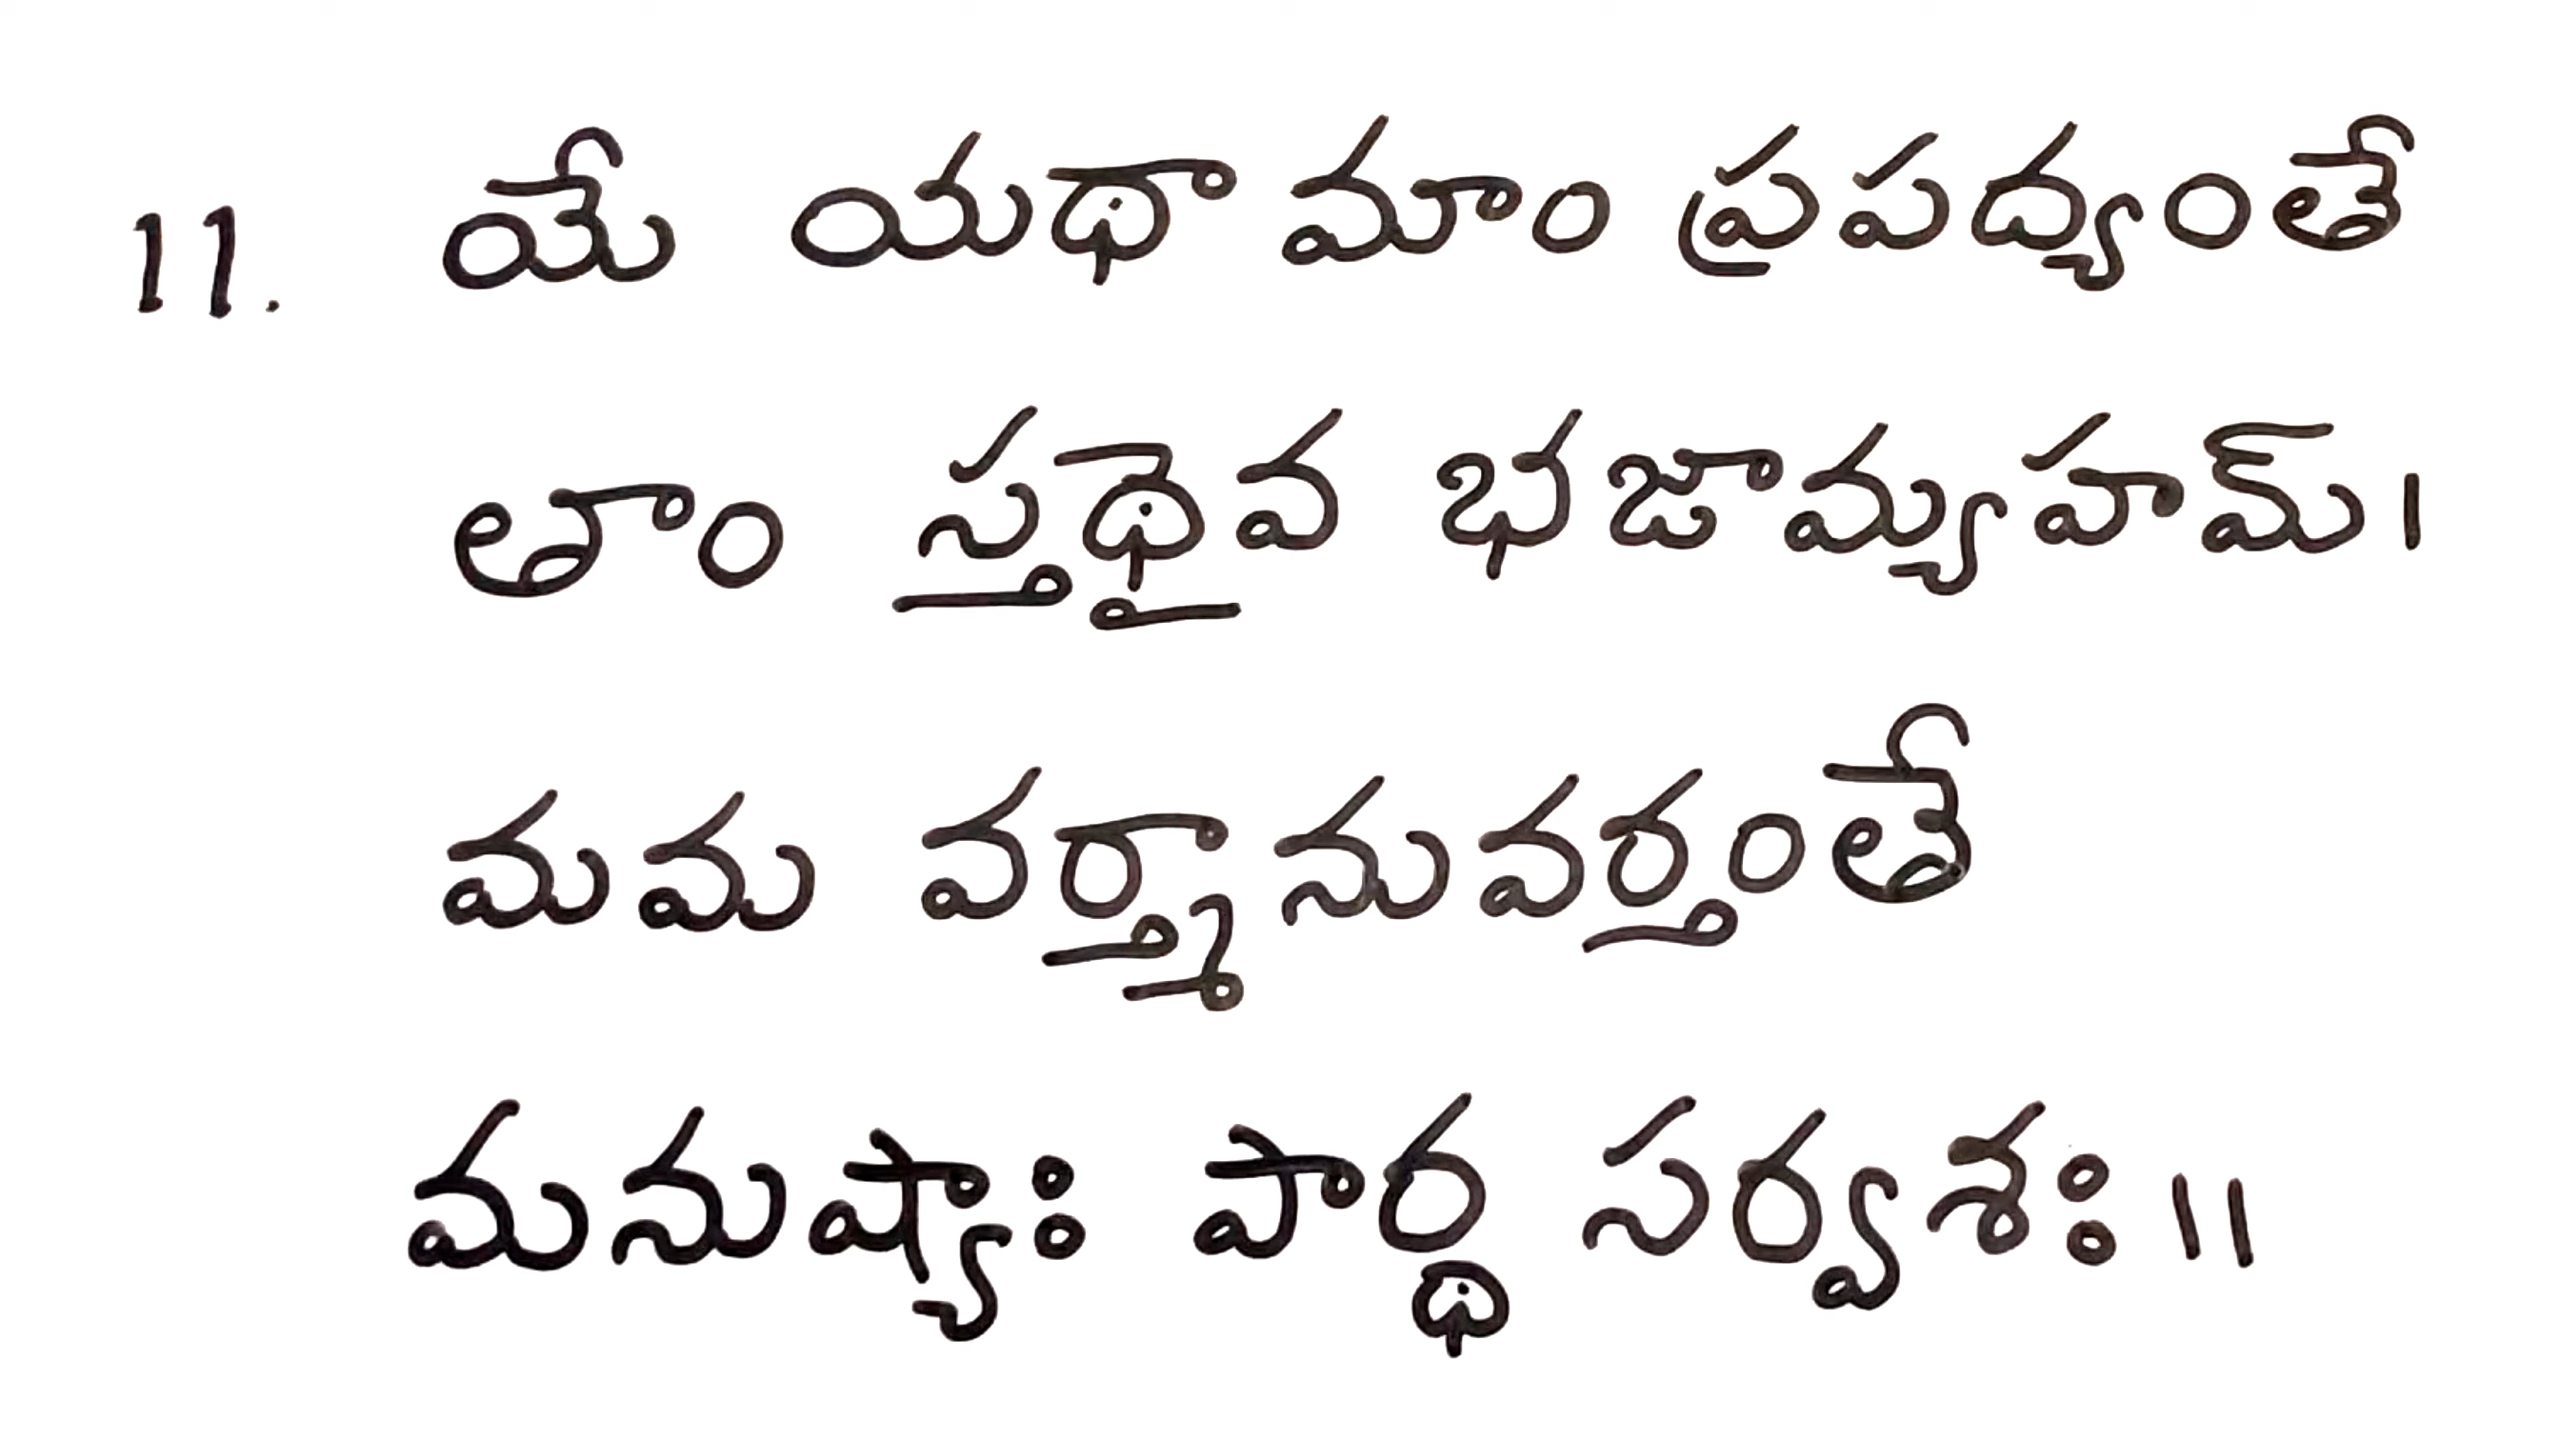 11. యే యథా మాం ప్రపద్యంతే
తాం స్తథైవ భజామ్యహమ్।
మమ వర్త్మానువర్తంతే
మనుష్యాః పార్థ సర్వశః॥